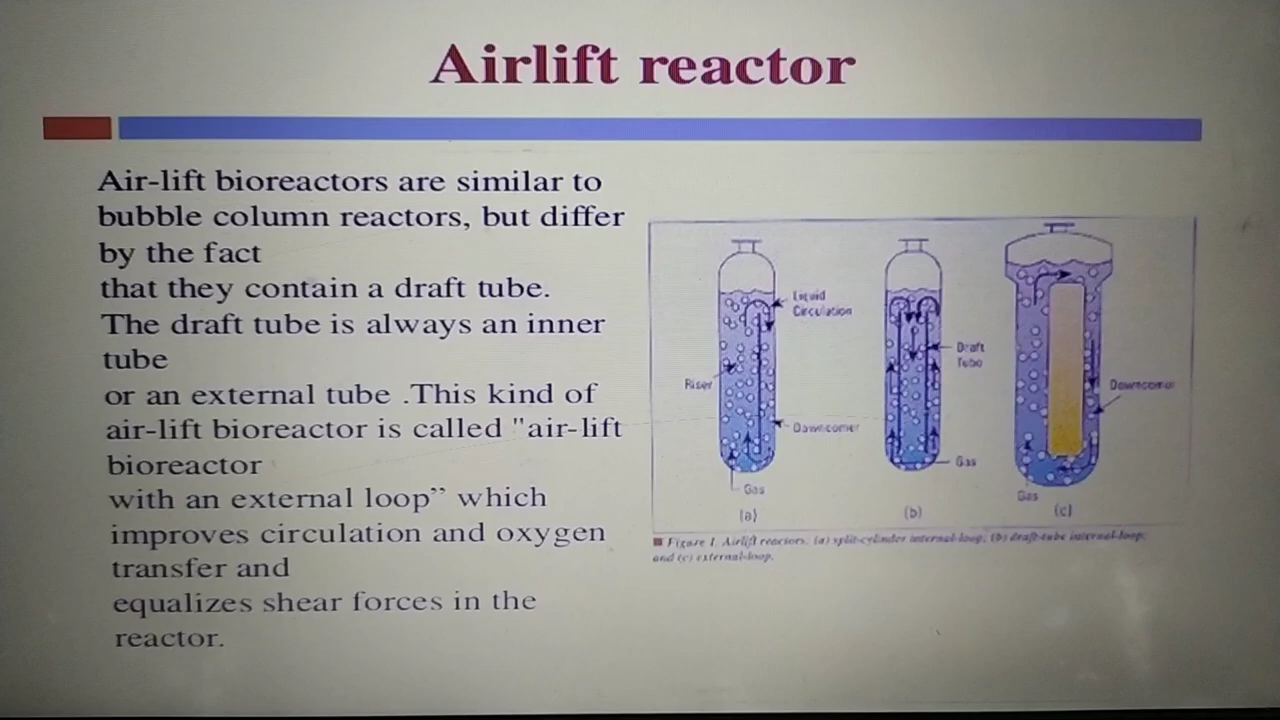 Airlift reactor
Air-lift bioreactors are similar to
bubble column reactors, but differ
by the fact
that they contain a draft tube.
The draft tube is always an inner
tube
or an external tube .This kind of
air-lift bioreactor is called "air-lift
bioreactor
with an external loop” which
improves circulation and oxygen
transfer and
equalizes shear forces in the
reactor.
Liquid
Circulation
Riser
Downcomer
Gas
(a)
Draft
Tube
Gas
(b)
Downcomer
Gas
(c)
Figure 1. Airlift reactors: (a) split-cylinder internal-loop; (b) draft-tube internal-loop;
and (c) external-loop.